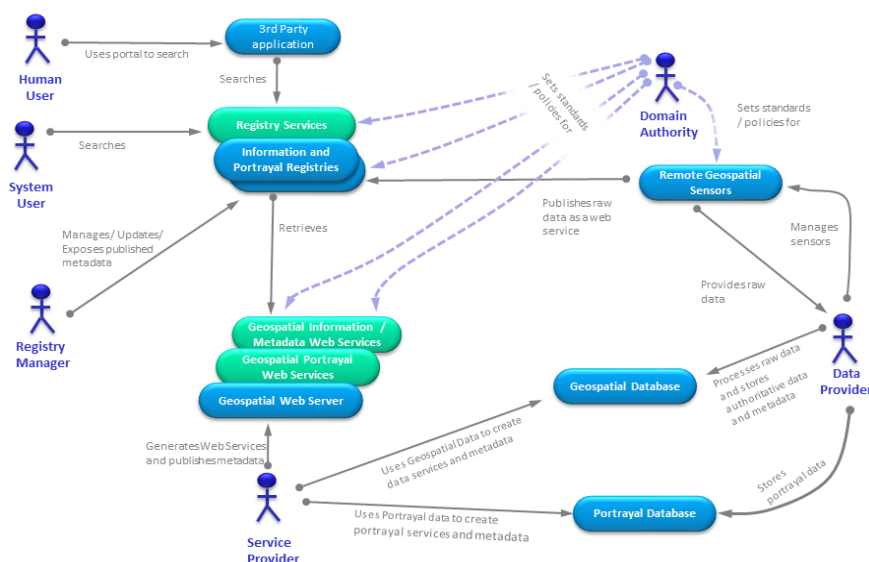 3rd Party
application
Uses portal to search
Human
User
Searches
Registry Services
Searches
System
User
Information and
Portrayal Registries
Sets standards
/ policies for
Domain
Authority
Sets standards
/ policies for
Remote Geospatial
Sensors
Publishes raw
data as a web
service
Manages
sensors
Manages/ Updates/
Exposes published
metadata
Retrieves
Provides raw
data
Registry
Manager
Geospatial Information /
Metadata Web Services
Geospatial Portrayal
Web Services
Geospatial Web Server
Geospatial Database
Processes raw data
and stores
authoritative data
and metadata
Data
Provider
Generates Web Services
and publishes metadata
Uses Geospatial Data to create
data services and metadata
Stores
portrayal data
Uses Portrayal data to create
portrayal services and metadata
Portrayal Database
Service
Provider